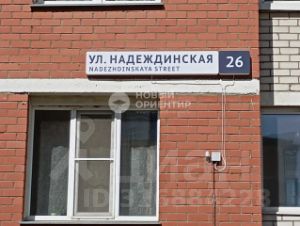 УЛ. НАДЕЖДИНСКАЯ 26
NADEZHDINSKAYA STREET
НОВЫЙ
ОРИЕНТИР